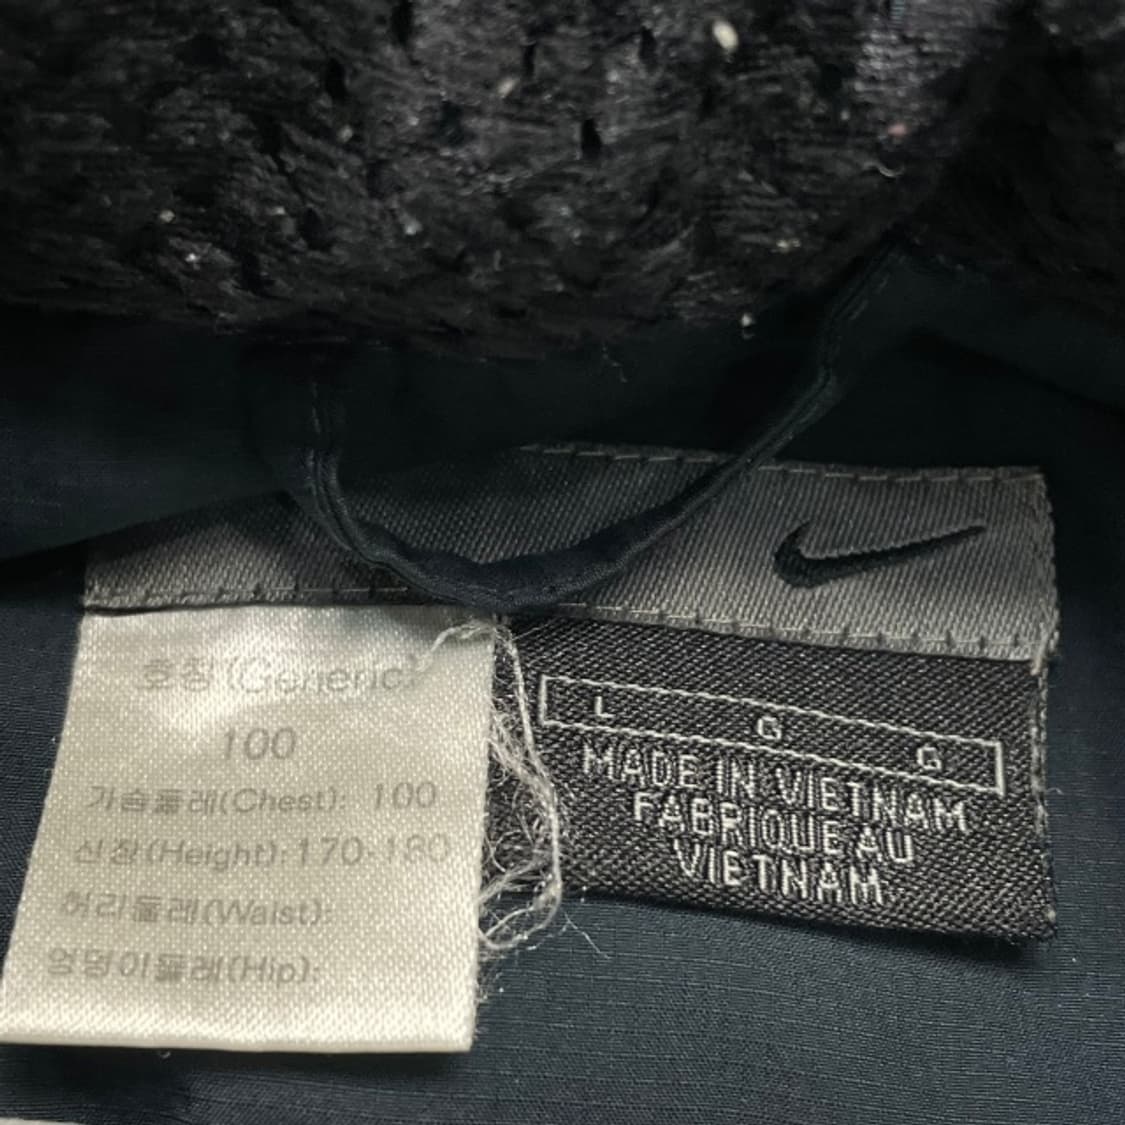 호칭(Generic)
100
가슴둘레(Chest): 100
신장(Height):170-180
허리둘레(Waist):
엉덩이둘레(Hip):
L G G
MADE IN VIETNAM
FABRIQUE AU
VIETNAM